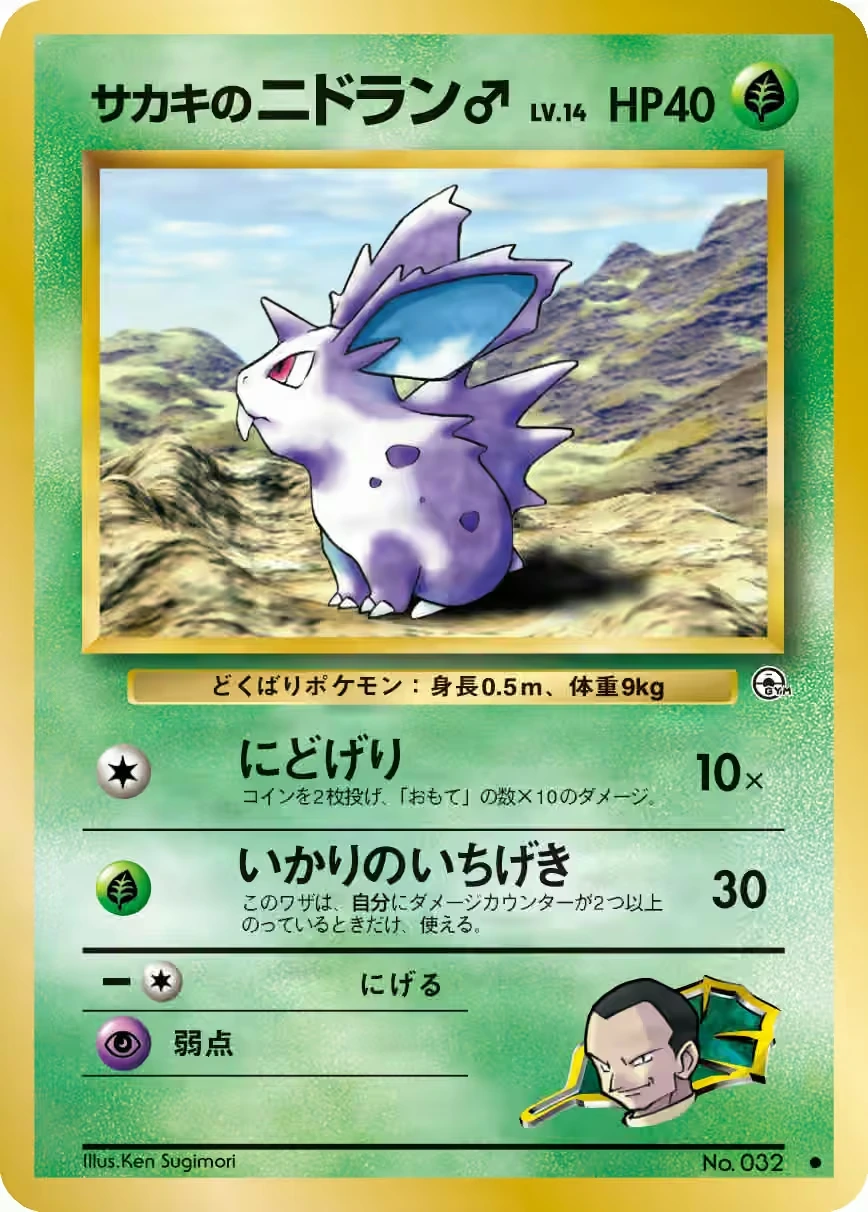 サカキのニドラン♂ LV.14 HP40
どくばりポケモン：身長0.5m、体重9kg
GYM
にどげり 10×
コインを2枚投げ、「おもて」の数×10のダメージ。
いかりのいちげき 30
このワザは、自分にダメージカウンターが2つ以上
のっているときだけ、使える。
ー にげる
弱点
Illus.Ken Sugimori No. 032 ●